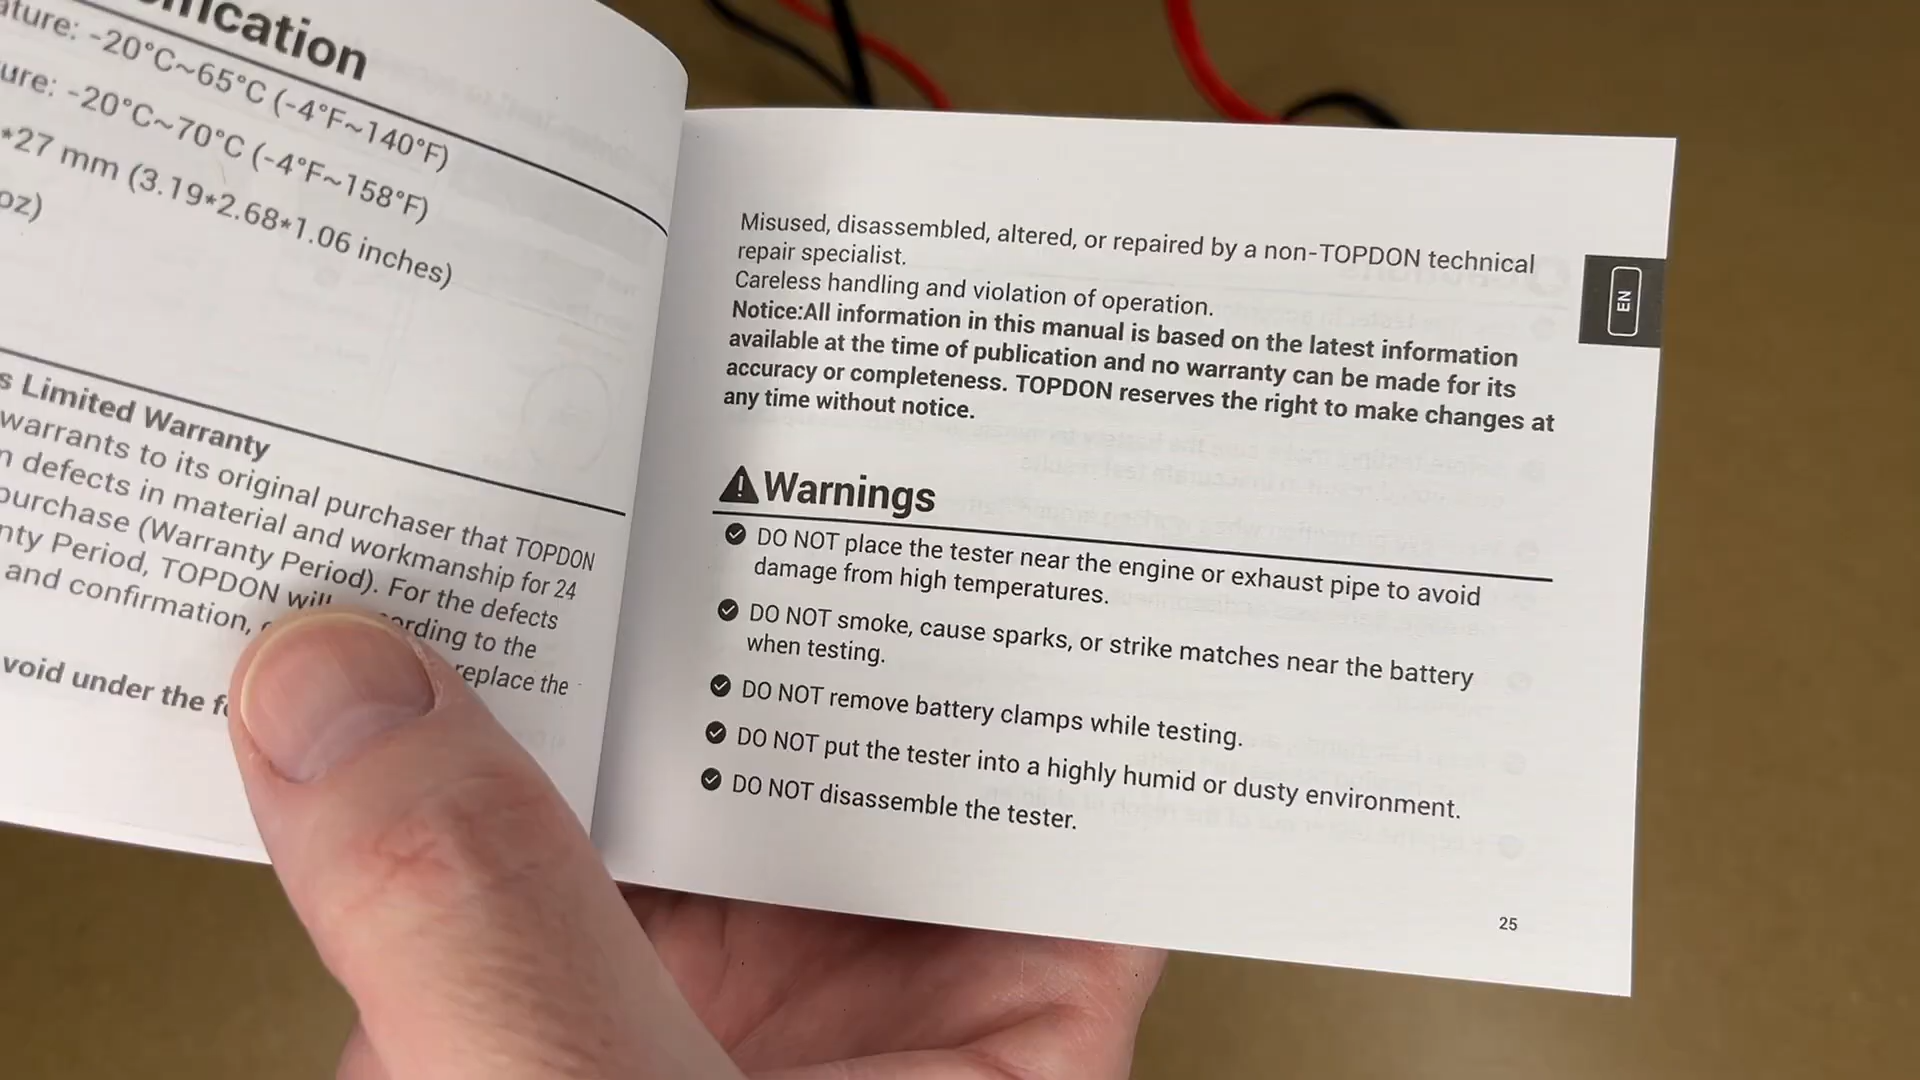 ification
ature: -20°C~65°C (-4°F~140°F)
ure: -20°C~70°C (-4°F~158°F)
*27 mm (3.19*2.68*1.06 inches)
oz)
s Limited Warranty
warrants to its original purchaser that TOPDON
n defects in material and workmanship for 24
purchase (Warranty Period). For the defects
nty Period, TOPDON will ording to the
and confirmation, replace the
void under the
Misused, disassembled, altered, or repaired by a non-TOPDON technical
repair specialist.
Careless handling and violation of operation.
Notice:All information in this manual is based on the latest information
available at the time of publication and no warranty can be made for its
accuracy or completeness. TOPDON reserves the right to make changes at
any time without notice.
Warnings
DO NOT place the tester near the engine or exhaust pipe to avoid
damage from high temperatures.
DO NOT smoke, cause sparks, or strike matches near the battery
when testing.
DO NOT remove battery clamps while testing.
DO NOT put the tester into a highly humid or dusty environment.
DO NOT disassemble the tester.
EN
25